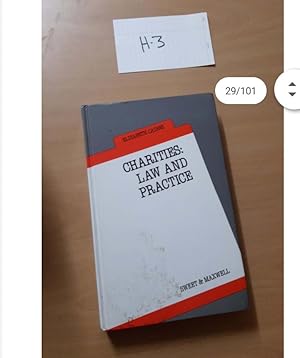 H-3
29/101
ELIZABETH CAIRNS
CHARITIES:
LAW AND
PRACTICE
SWEET & MAXWELL